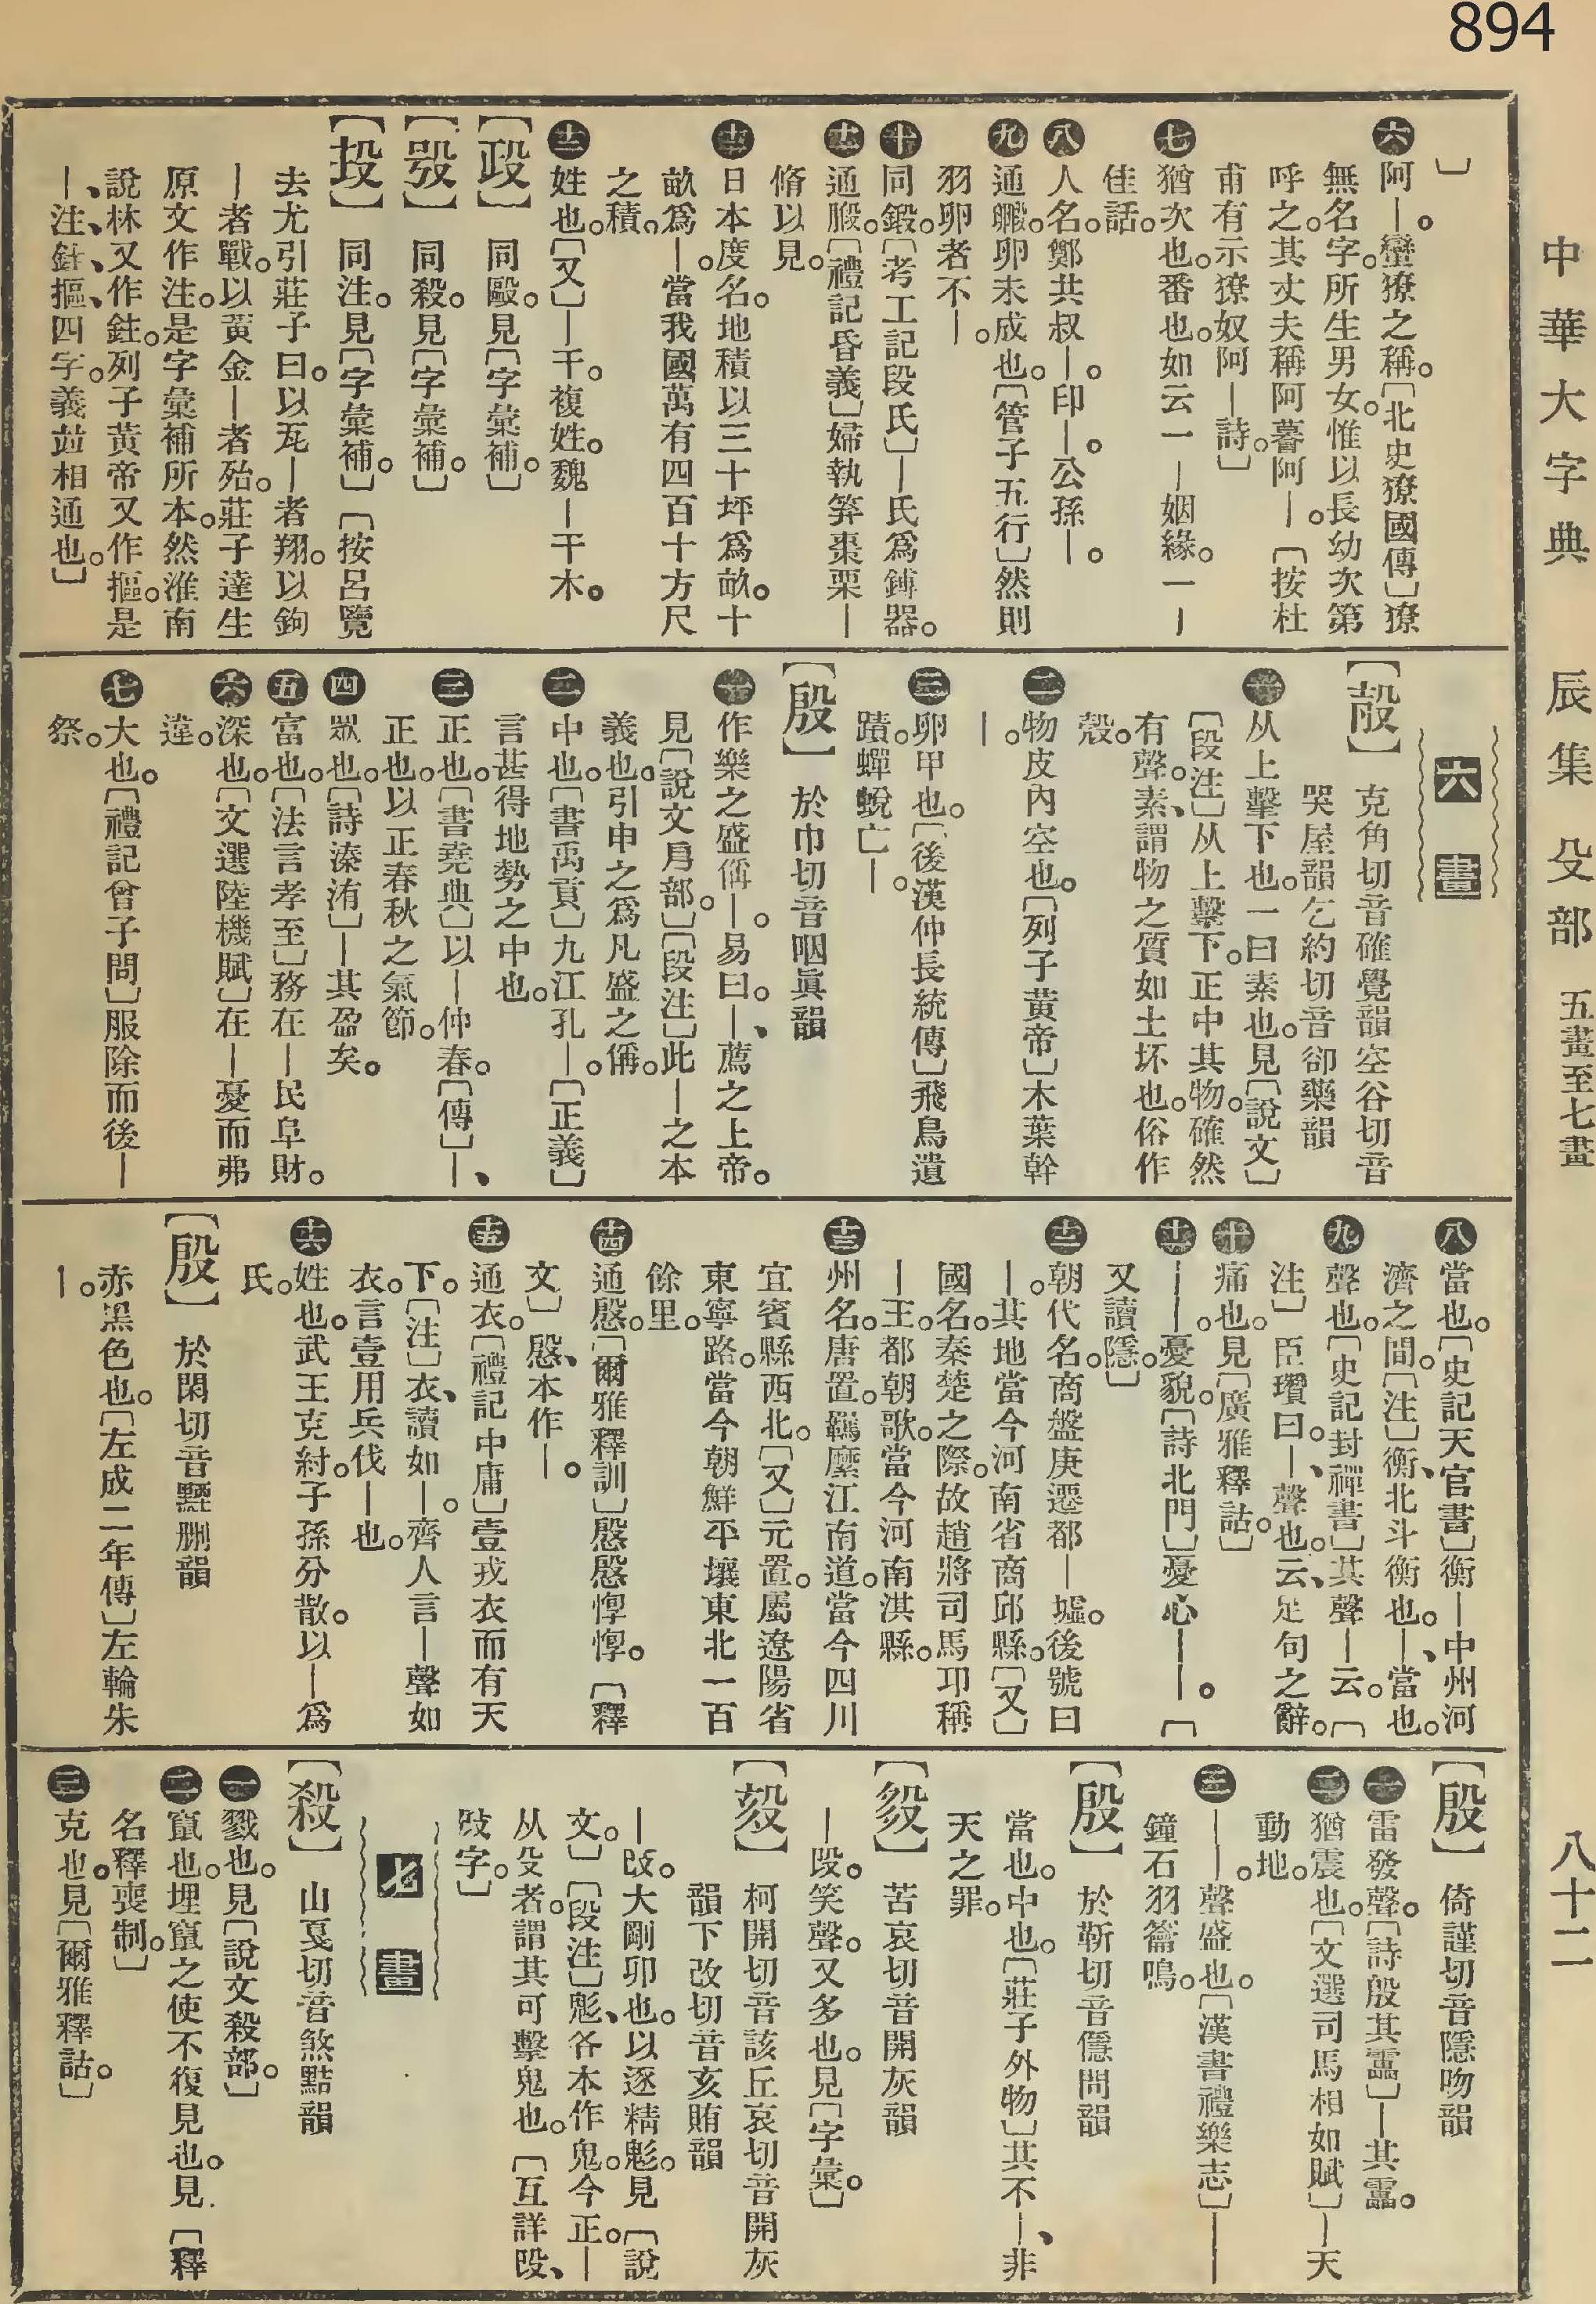 894
中華大字典　辰集　殳部　五畫至七畫　八十二
〕
六阿｜。蠻獠之稱。〔北史獠國傳〕獠
無名字。所生男女。惟以長幼次第
呼之。其丈夫稱阿謩阿｜。〔按杜
甫有示獠奴阿｜詩。〕
七猶次也。番也。如云一｜姻緣。一｜
佳話。
八人名。鄭共叔｜。印｜。公孫｜。
九通毈。卵未成也。〔管子五行〕然則
羽卵者不｜。
十同鍛。〔考工記段氏〕｜氏爲鎛器。
十一通腶。〔禮記昏義〕婦執笲棗栗｜
脩以見。
十二日本度名。地積以三十坪爲畝。十
畝爲｜。當我國萬有四百十方尺
之積。
十三姓也。〔又〕｜干。複姓。魏｜干木。
〔㱽〕　同毆。見〔字彙補。〕
同殺。見〔字彙補。〕
同注。見〔字彙補。〕〔按呂覽
去尤引莊子曰。以瓦｜者翔。以鉤
｜者戰。以黃金｜者殆。莊子達生
原文作注。是字彙補所本。然淮南
說林又作鉒。列子黃帝又作摳。是
｜、注、鉒、摳、四字。義竝相通也。〕
六　畫
〔㱿〕　克角切音確覺韻空谷切音
哭屋韻乞約切音卻藥韻
一从上擊下也。一曰素也。見〔說文〕
〔段注〕从上擊下。正中其物。確然
有聲。素、謂物之質如土坏也。俗作
殼。
二物皮內空也。〔列子黃帝〕木葉幹
｜。
三卵甲也。〔後漢仲長統傳〕飛鳥遺
蹟。蟬蛻亡｜。
〔殷〕　於巾切音咽眞韻
一作樂之盛偁｜。易曰。｜、薦之上帝。
見〔說文㐆部。〕〔段注〕此｜之本
義也。引申之爲凡盛之偁。
二中也。〔書禹貢〕九江孔｜。〔正義〕
言甚得地勢之中也。
三正也。〔書堯典〕以｜仲春。〔傳〕｜、
正也。以正春秋之氣節。
四眾也。〔詩溱洧〕｜其盈矣。
五富也。〔法言孝至〕務在｜民阜財。
六深也。〔文選陸機賦〕在｜憂而弗
違。
七大也。〔禮記曾子問〕服除而後｜
祭。
八當也。〔史記天官書〕衡｜中州河
濟之間。〔注〕衡、北斗衡也。｜、當也。
九聲也。〔史記封禪書〕其聲｜云。〔
注〕臣瓚曰。｜、聲也。云、足句之辭。
十痛也。見〔廣雅釋詁。〕
十一｜｜。憂貌。〔詩北門〕憂心｜｜。〔
又讀隱。〕
十二朝代名。商盤庚遷都｜墟。後號曰
｜。其地當今河南省商邱縣。〔又〕
國名。秦楚之際。故趙將司馬卬稱
｜王。都朝歌。當今河南淇縣。
十三州名。唐置。羈縻江南道。當今四川
宜賓縣西北。〔又〕元置。屬遼陽省
東寧路。當今朝鮮平壤東北一百
餘里。
十四通慇。〔爾雅釋訓〕慇慇惸惸。〔釋
文〕慇、本作｜。
十五通衣。〔禮記中庸〕壹戎衣而有天
下。〔注〕衣、讀如｜。齊人言｜聲如
衣。言壹用兵伐｜也。
十六姓也。武王克紂。子孫分散。以｜爲
氏。
〔殷〕　於閑切音黫刪韻
赤黑色也。〔左成二年傳〕左輪朱
｜。
〔殷〕　倚謹切音隱吻韻
一雷發聲。〔詩殷其靁〕｜其靁。
二猶震也。〔文選司馬相如賦〕｜天
動地。
三｜｜。聲盛也。〔漢書禮樂志〕｜｜
鐘石羽籥鳴。
〔殷〕　於靳切音隱問韻
當也。中也。〔莊子外物〕其不｜、非
天之罪。
苦哀切音開灰韻
｜㱼。笑聲。又多也。見〔字彙。〕
〔㱾〕　柯開切音該丘哀切音開灰
韻下改切音亥賄韻
｜㱼。大剛卯也。以逐精鬽。見〔說
文。〕〔段注〕鬽、各本作鬼。今正。｜
从殳者。謂其可擊鬼也。〔互詳㱼、
㱼字。〕
七　畫
〔殺〕　山戛切音煞黠韻
一戮也。見〔說文殺部。〕
二竄也。埋竄之使不復見也。見〔釋
名釋喪制。〕
三克也。見〔爾雅釋詁。〕